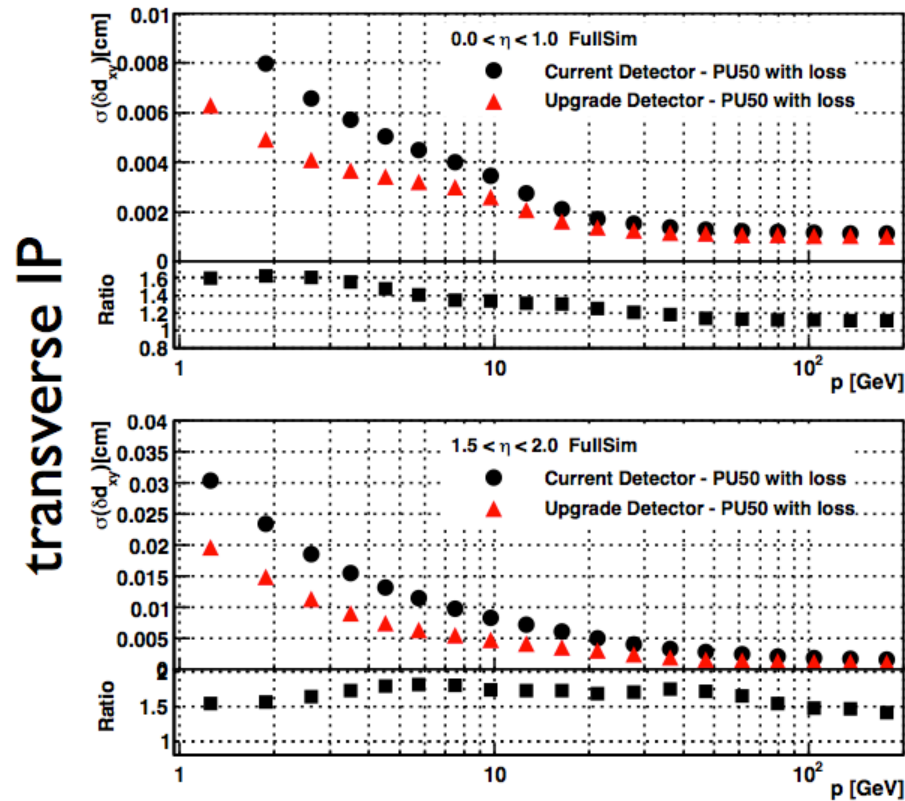 transverse IP
0.01
0.008
0.006
0.004
0.002
0
σ(δd_xy)[cm]
0.0 < η < 1.0 FullSim
Current Detector - PU50 with loss
Upgrade Detector - PU50 with loss
1.6
1.4
1.2
1
0.8
Ratio
1 10 10²
p [GeV]
0.04
0.035
0.03
0.025
0.02
0.015
0.01
0.005
0
σ(δd_xy)[cm]
1.5 < η < 2.0 FullSim
Current Detector - PU50 with loss
Upgrade Detector - PU50 with loss
2
1.5
1
Ratio
1 10 10²
p [GeV]